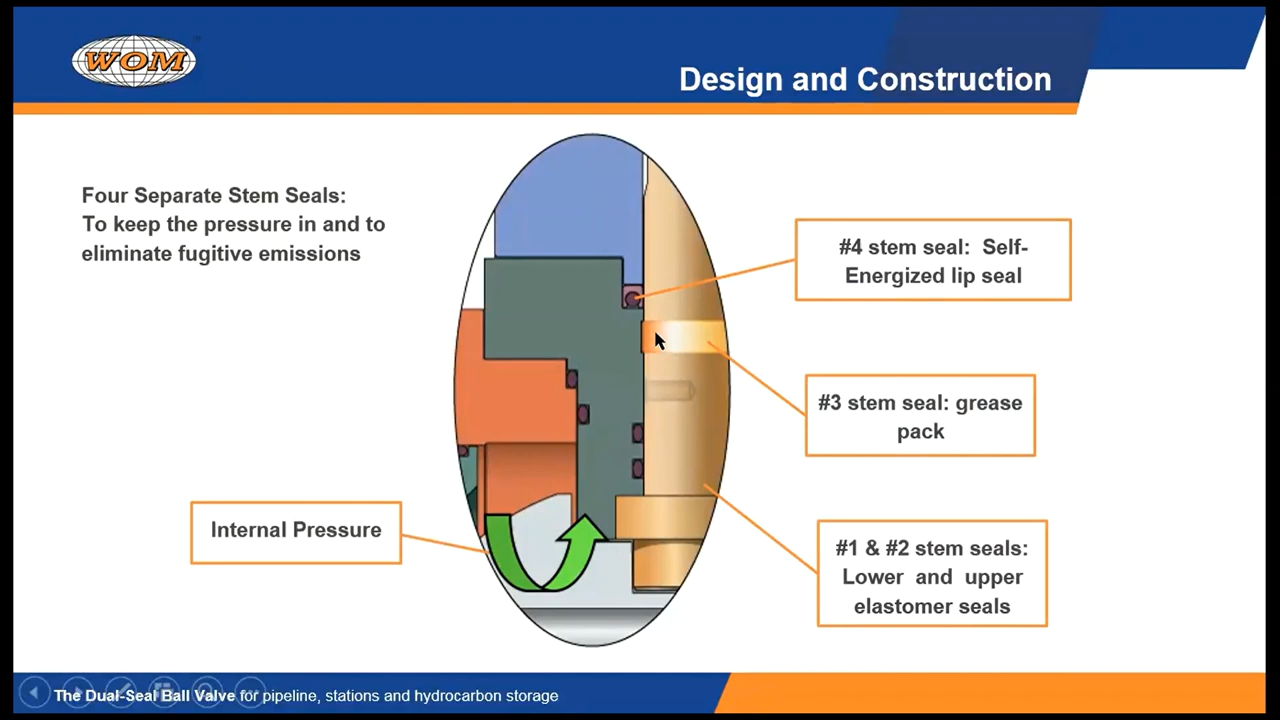 WOM
Design and Construction
Four Separate Stem Seals:
To keep the pressure in and to
eliminate fugitive emissions
#4 stem seal: Self-
Energized lip seal
#3 stem seal: grease
pack
Internal Pressure
#1 & #2 stem seals:
Lower and upper
elastomer seals
The Dual-Seal Ball Valve for pipeline, stations and hydrocarbon storage